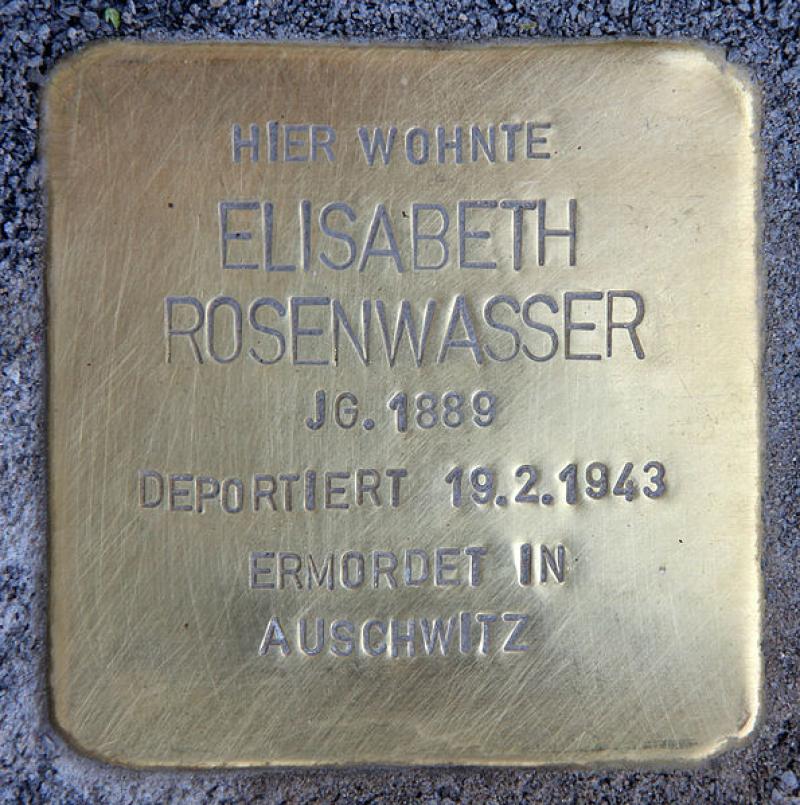 HIER WOHNTE
ELISABETH
ROSENWASSER
JG. 1889
DEPORTIERT 19.2.1943
ERMORDET IN
AUSCHWITZ